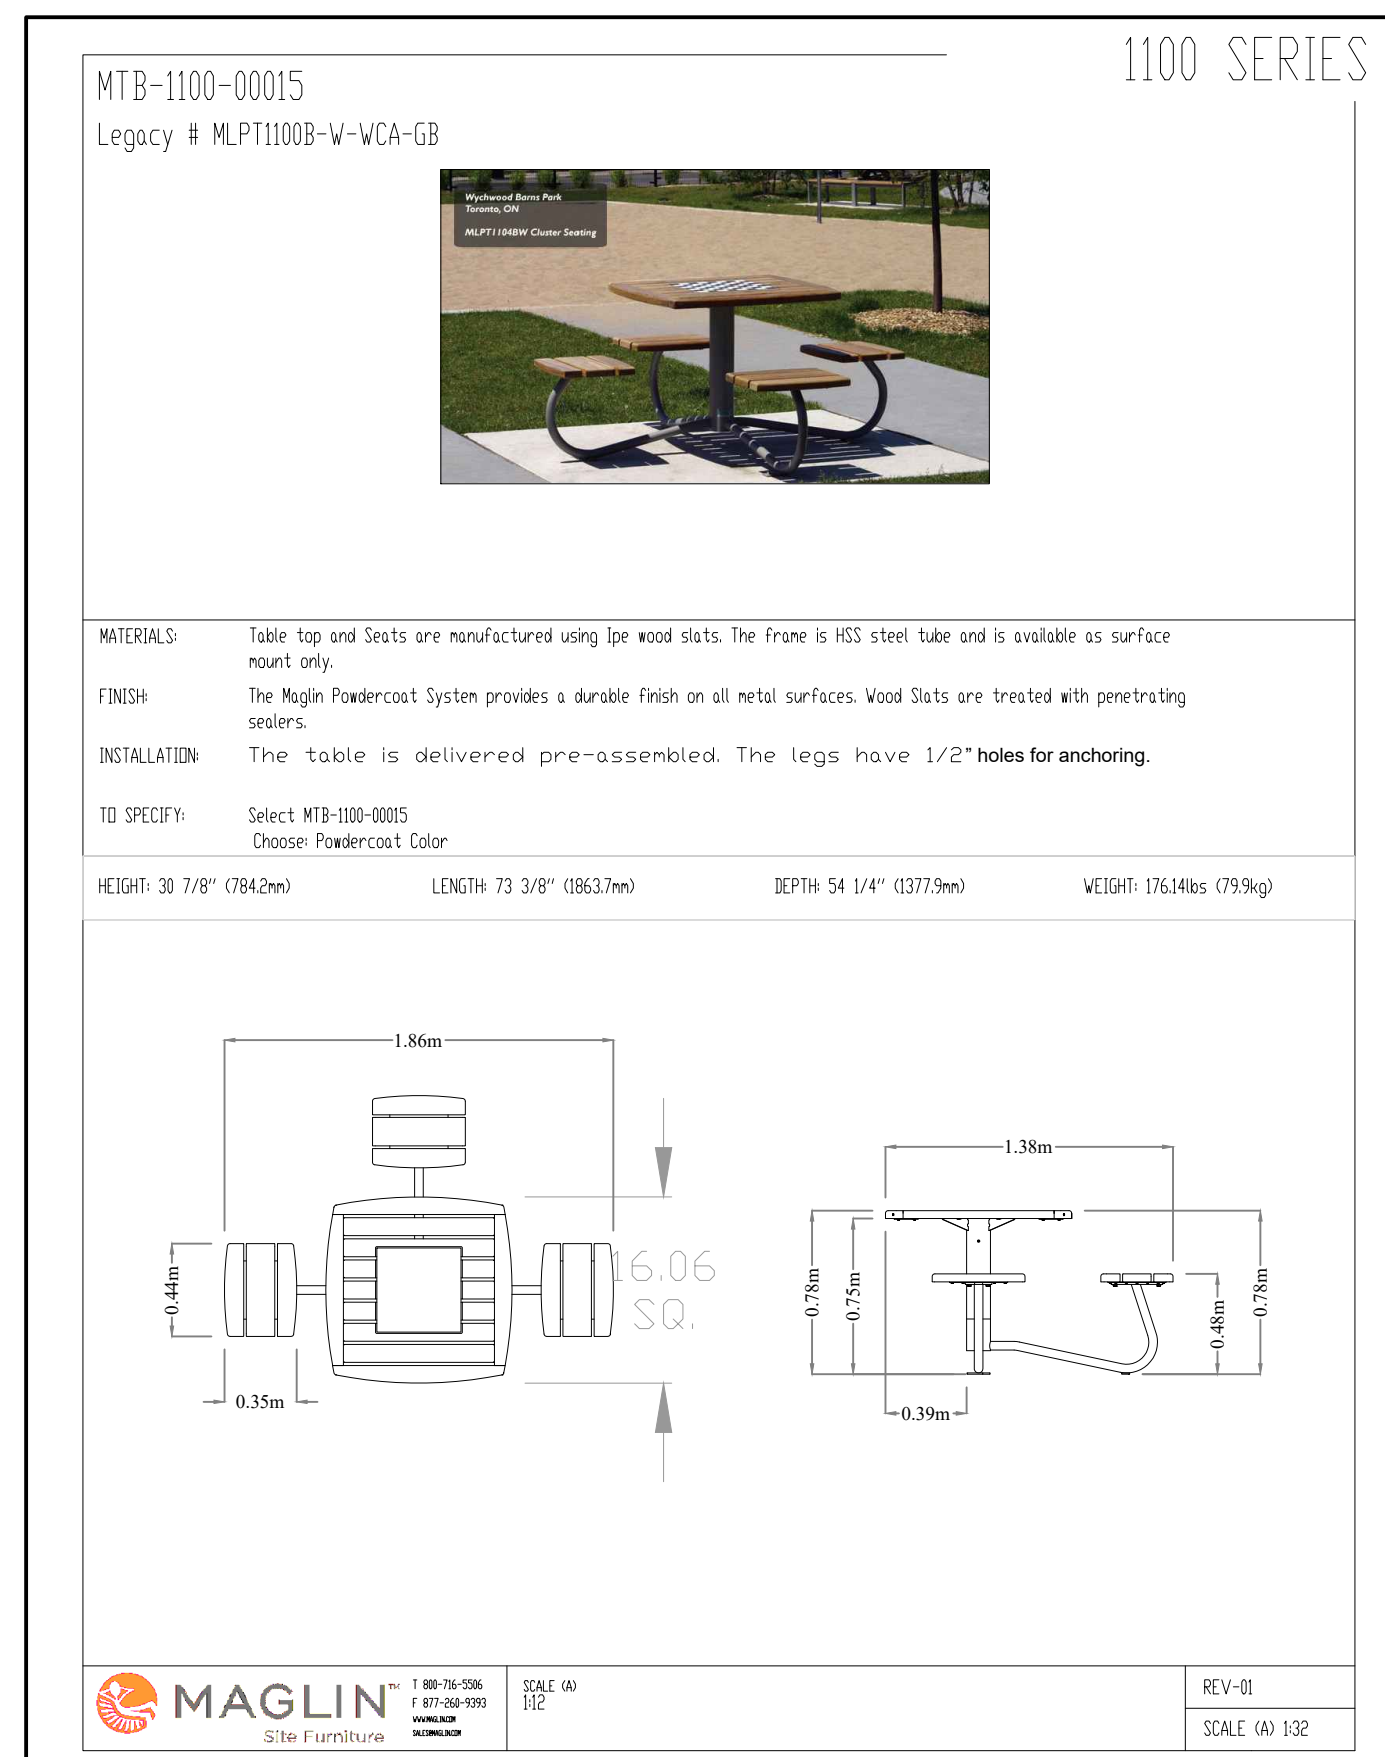 1100 SERIES
MTB-1100-00015
Legacy # MLPT1100B-W-WCA-GB
Wychwood Barns Park
Toronto, ON
MLPT1104BW Cluster Seating
MATERIALS: Table top and Seats are manufactured using Ipe wood slats. The frame is HSS steel tube and is available as surface
mount only.
FINISH: The Maglin Powdercoat System provides a durable finish on all metal surfaces. Wood Slats are treated with penetrating
sealers.
INSTALLATION: The table is delivered pre-assembled. The legs have 1/2” holes for anchoring.
TO SPECIFY: Select MTB-1100-00015
Choose: Powdercoat Color
HEIGHT: 30 7/8'' (784.2mm) LENGTH: 73 3/8'' (1863.7mm) DEPTH: 54 1/4'' (1377.9mm) WEIGHT: 176.14lbs (79.9kg)
1.86m
0.44m
0.35m
16.06
SQ.
1.38m
0.78m
0.75m
0.48m
0.78m
0.39m
MAGLIN™
Site Furniture
T 800-716-5506
F 877-260-9393
WWW.MAGLIN.COM
SALES@MAGLIN.COM
SCALE (A)
1:12
REV-01
SCALE (A) 1:32